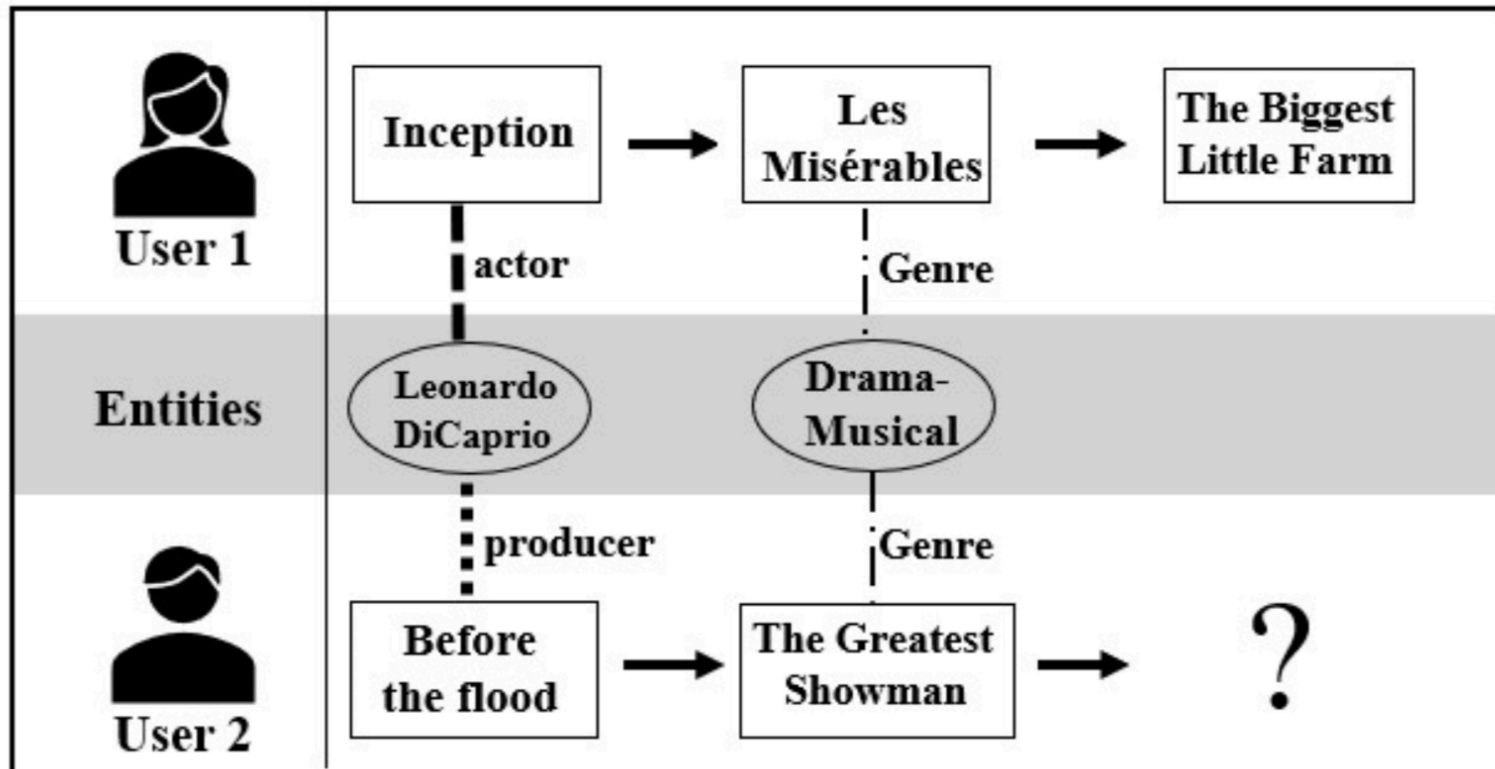 Inception
Les
Misérables
The Biggest
Little Farm
User 1
actor
Genre
Entities
Leonardo
DiCaprio
Drama-
Musical
producer
Genre
Before
the flood
The Greatest
Showman
?
User 2